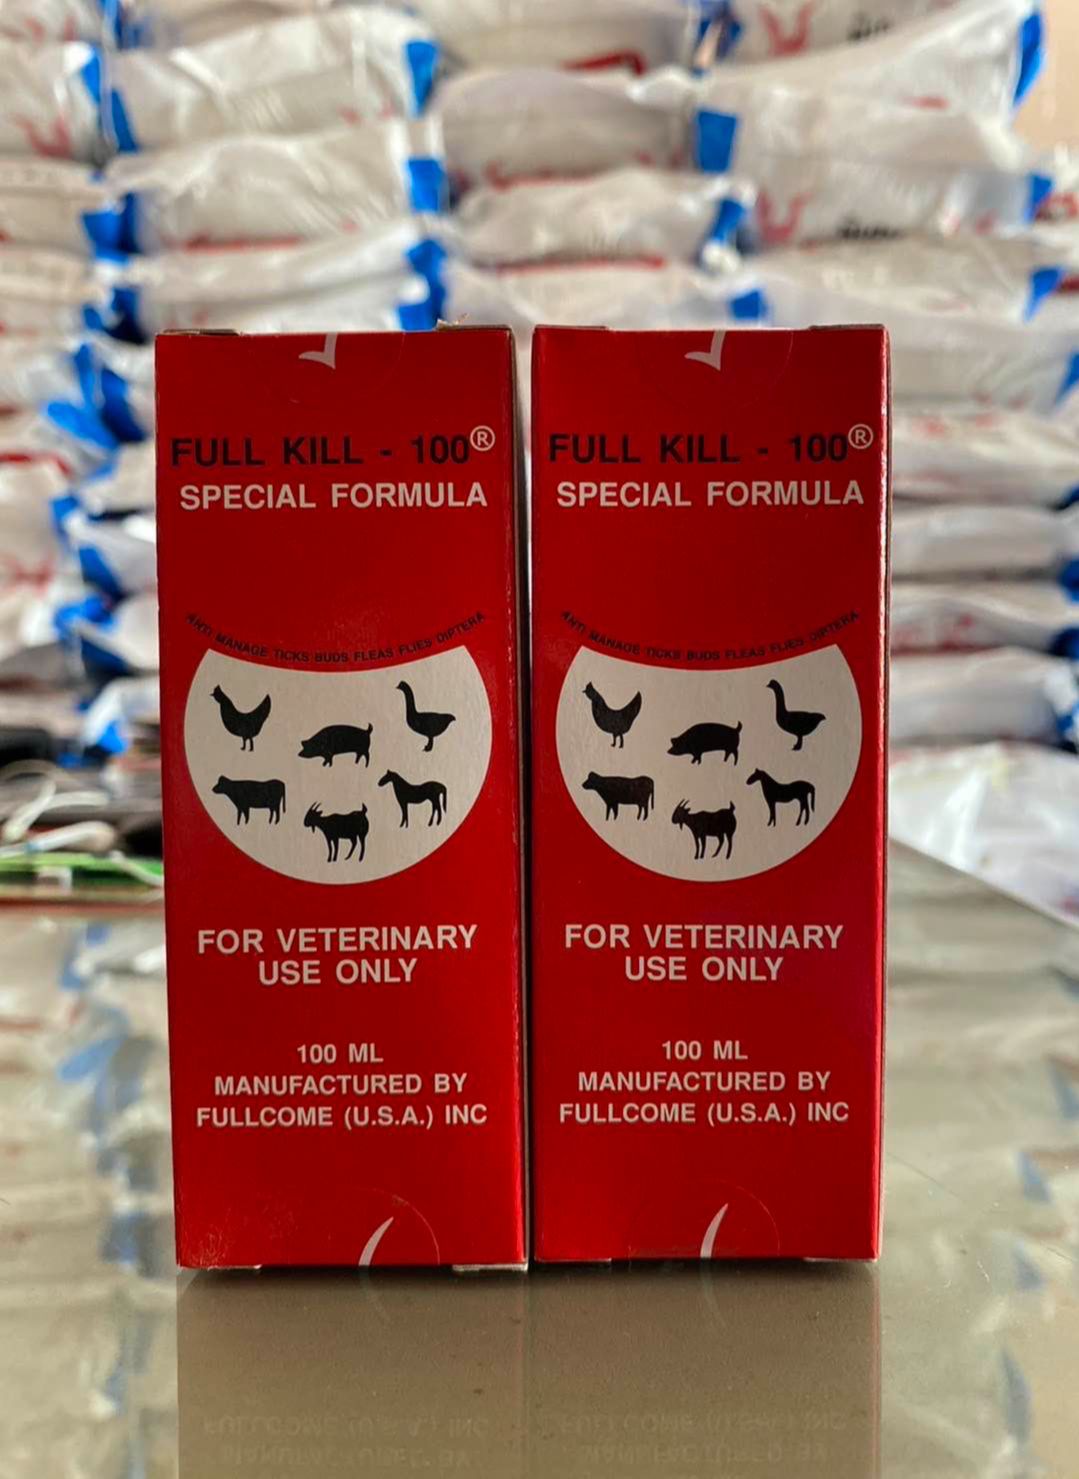 FULL KILL - 100®
SPECIAL FORMULA
ANTI MANAGE TICKS BUDS FLEAS FLIES DIPTERA
FOR VETERINARY
USE ONLY
100 ML
MANUFACTURED BY
FULLCOME (U.S.A.) INC
FULL KILL - 100®
SPECIAL FORMULA
ANTI MANAGE TICKS BUDS FLEAS FLIES DIPTERA
FOR VETERINARY
USE ONLY
100 ML
MANUFACTURED BY
FULLCOME (U.S.A.) INC